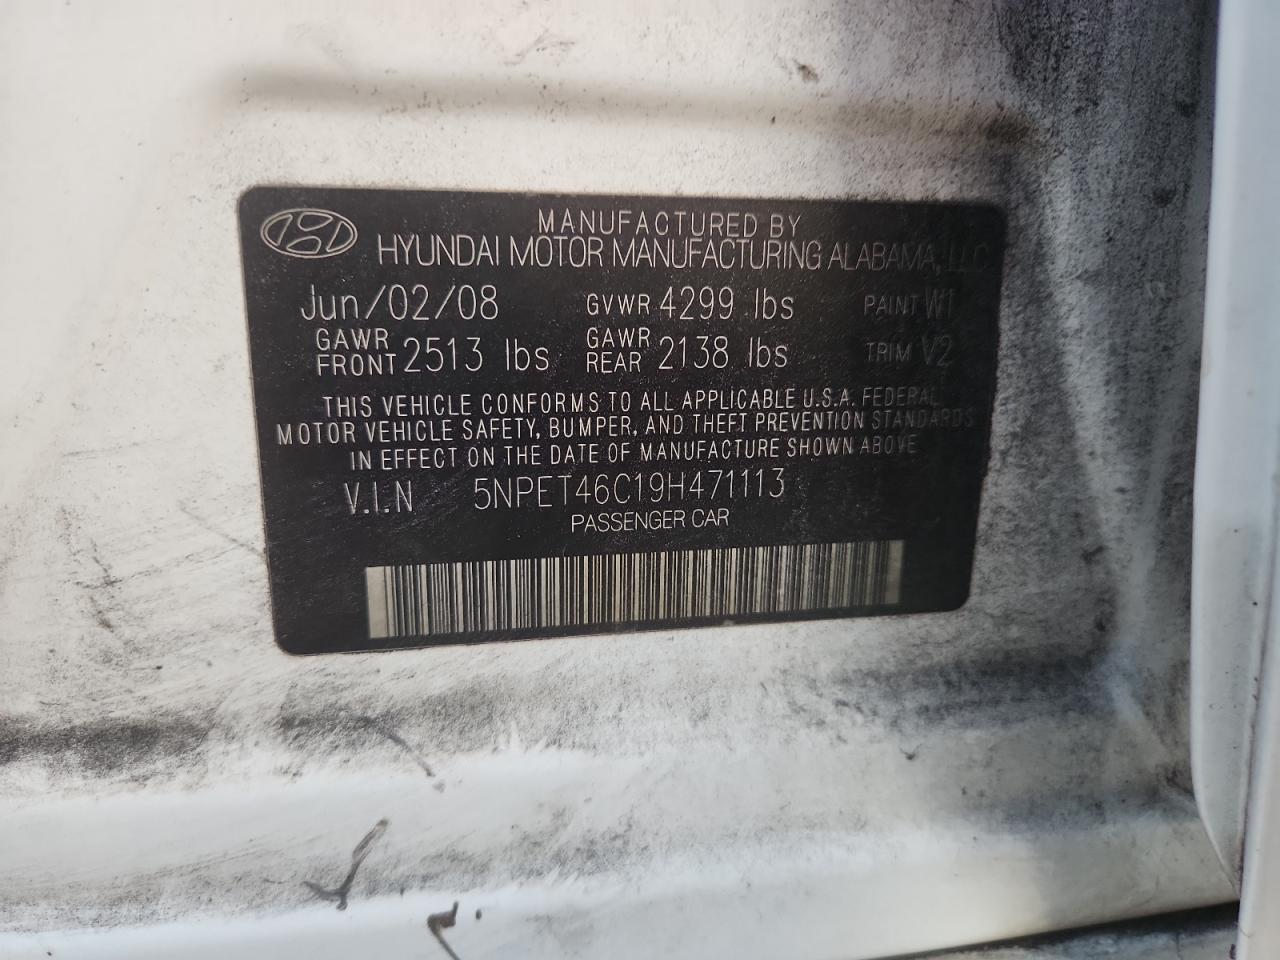 MANUFACTURED BY
HYUNDAI MOTOR MANUFACTURING ALABAMA, LLC
Jun/02/08 GVWR 4299 lbs PAINT W1
GAWR FRONT 2513 lbs GAWR REAR 2138 lbs TRIM V2
THIS VEHICLE CONFORMS TO ALL APPLICABLE U.S.A. FEDERAL
MOTOR VEHICLE SAFETY, BUMPER, AND THEFT PREVENTION STANDARDS
IN EFFECT ON THE DATE OF MANUFACTURE SHOWN ABOVE
V.I.N 5NPET46C19H471113
PASSENGER CAR